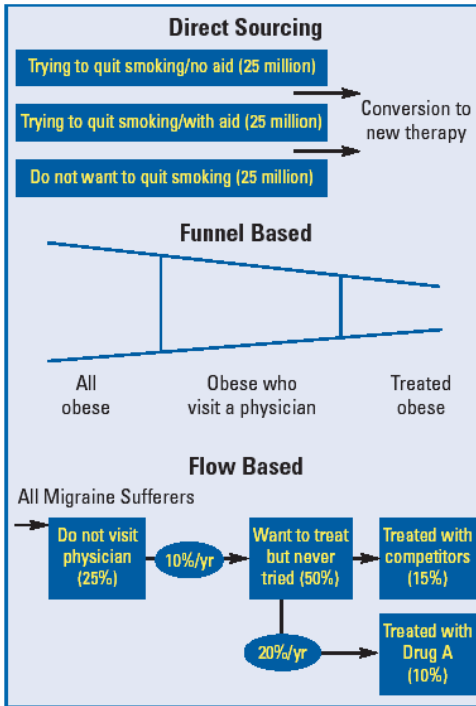 Direct Sourcing
Trying to quit smoking/no aid (25 million)
Trying to quit smoking/with aid (25 million)
Do not want to quit smoking (25 million)
Conversion to
new therapy
Funnel Based
All
obese
Obese who
visit a physician
Treated
obese
Flow Based
All Migraine Sufferers
Do not visit
physician
(25%)
10%/yr
Want to treat
but never
tried (50%)
Treated with
competitors
(15%)
20%/yr
Treated with
Drug A
(10%)